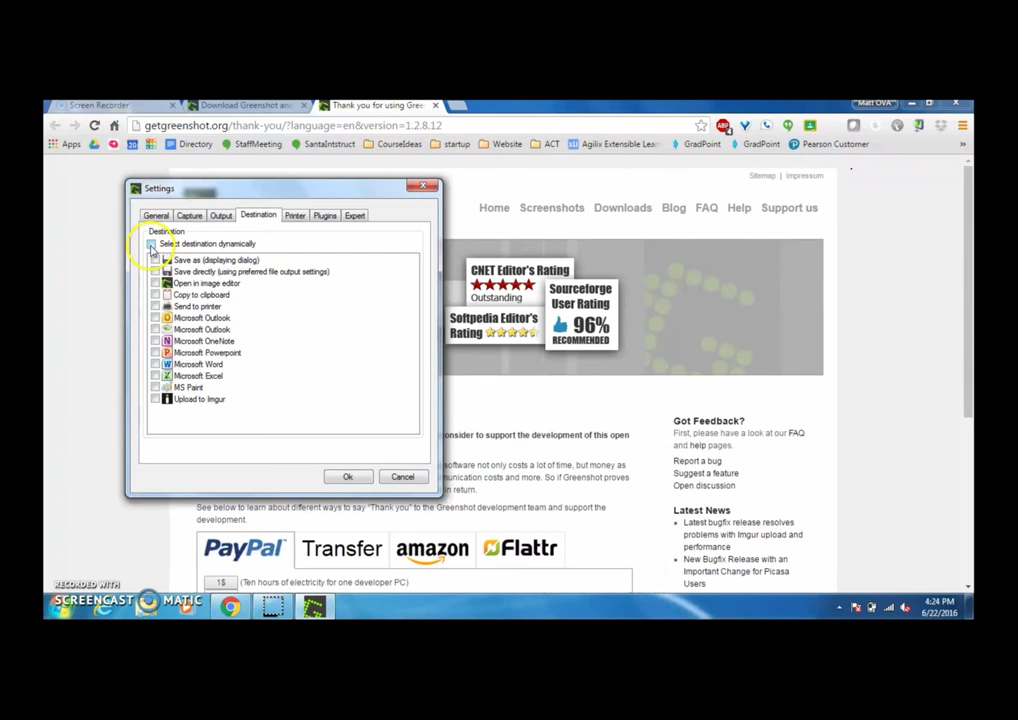 Screen Recorder
Download Greenshot an
Thank you for using Gree
Matt OVA
getgreenshot.org/thank-you/?language=en&version=1.2.8.12
Apps
20
Directory
StaffMeeting
SantaIntstruct
CourseIdeas
startup
Website
ACT
Agilix Extensible Lear
GradPoint
GradPoint
Pearson Customer
Sitemap | Impressum
Home
Screenshots
Downloads
Blog
FAQ
Help
Support us
Settings
General
Capture
Output
Destination
Printer
Plugins
Expert
Destination
Select destination dynamically
Save as (displaying dialog)
Save directly (using preferred file output settings)
Open in image editor
Copy to clipboard
Send to printer
Microsoft Outlook
Microsoft Outlook
Microsoft OneNote
Microsoft Powerpoint
Microsoft Word
Microsoft Excel
MS Paint
Upload to Imgur
Ok
Cancel
CNET Editor's Rating
Outstanding
Sourceforge
User Rating
96%
RECOMMENDED
Softpedia Editor's
Rating
onsider to support the development of this open
software not only costs a lot of time, but money as
munication costs and more. So if Greenshot proves
n return.
See below to learn about different ways to say "Thank you" to the Greenshot development team and support the
development.
PayPal
Transfer
amazon
Flattr
1$
(Ten hours of electricity for one developer PC)
Got Feedback?
First, please have a look at our FAQ
and help pages.
Report a bug
Suggest a feature
Open discussion
Latest News
Latest bugfix release resolves
problems with Imgur upload and
performance
New Bugfix Release with an
Important Change for Picasa
Users
RECORDED WITH
SCREENCAST MATIC
4:24 PM
6/22/2016